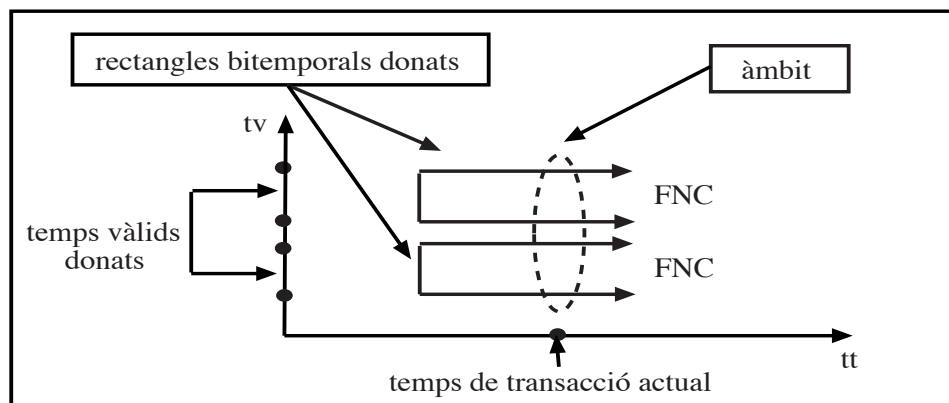 rectangles bitemporals donats
àmbit
tv
FNC
temps vàlids
donats
FNC
tt
temps de transacció actual